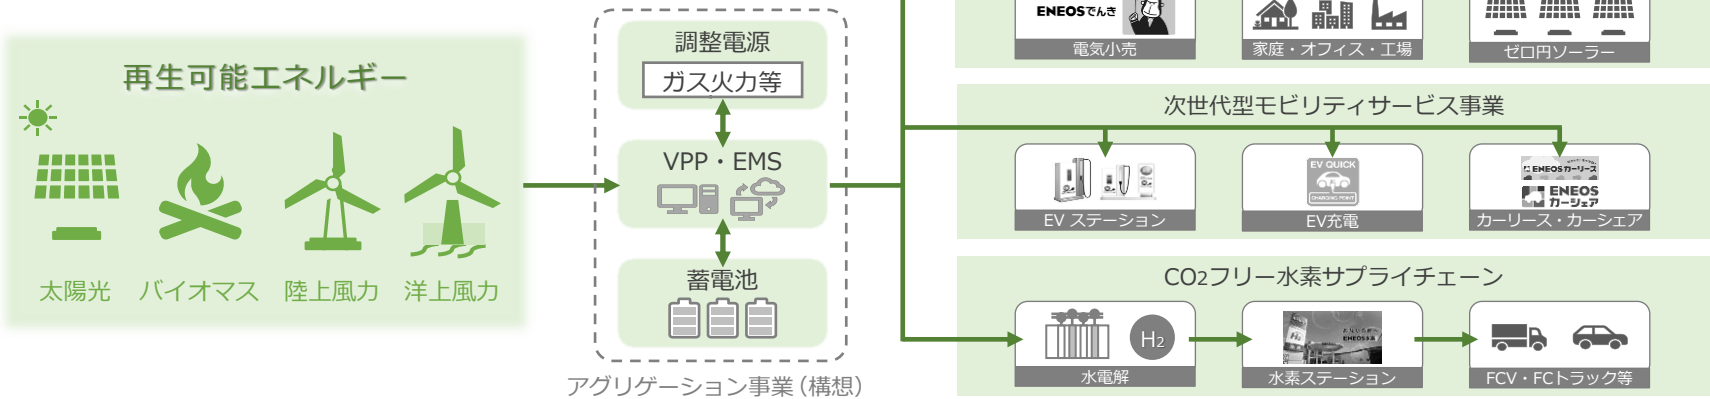 再生可能エネルギー
太陽光
バイオマス
陸上風力
洋上風力
調整電源
ガス火力等
VPP・EMS
蓄電池
アグリゲーション事業(構想)
ENEOSでんき
電気小売
家庭・オフィス・工場
ゼロ円ソーラー
次世代型モビリティサービス事業
EV ステーション
EV QUICK
CHARGING POINT
EV充電
ENEOSカーリース
ENEOS
カーシェア
カーリース・カーシェア
CO2フリー水素サプライチェーン
H2
水電解
水素ステーション
FCV・FCトラック等